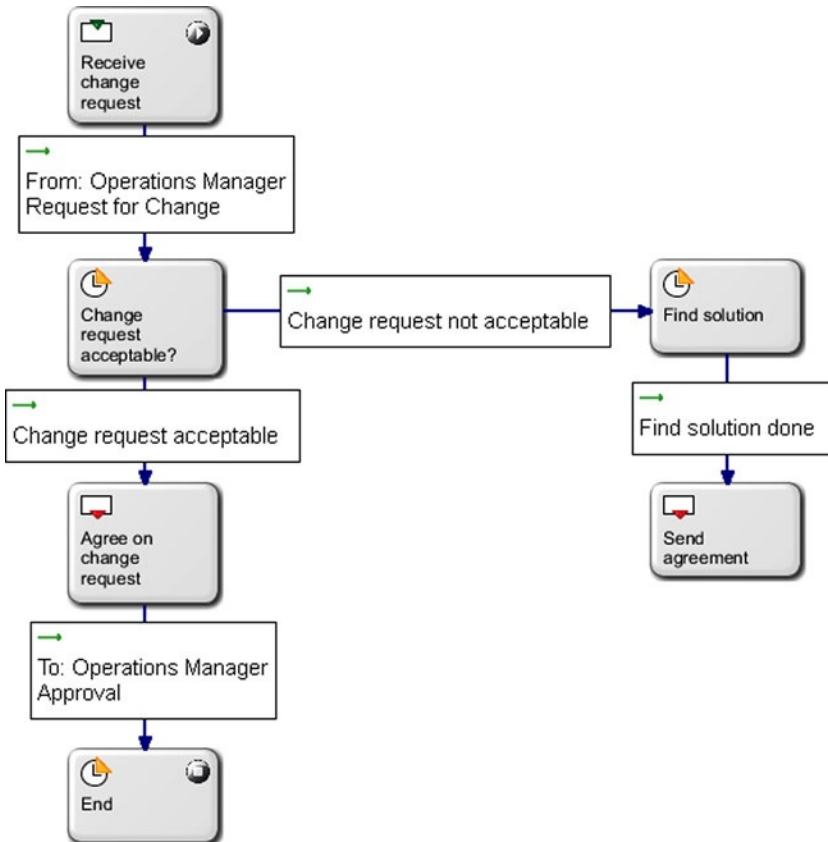 Receive
change
request
From: Operations Manager
Request for Change
Change
request
acceptable?
Change request not acceptable
Find solution
Change request acceptable
Find solution done
Agree on
change
request
Send
agreement
To: Operations Manager
Approval
End